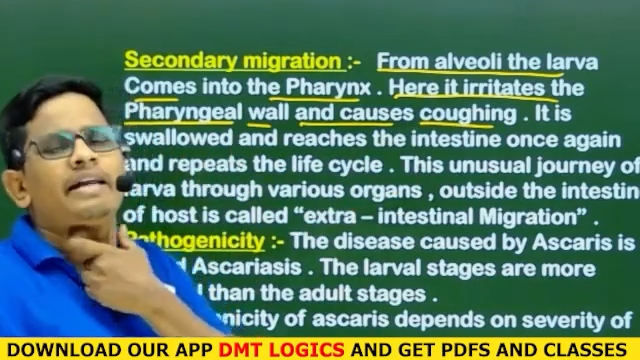 Secondary migration :- From alveoli the larva
Comes into the Pharynx . Here it irritates the
Pharyngeal wall and causes coughing . It is
swallowed and reaches the intestine once again
and repeats the life cycle . This unusual journey of
larva through various organs , outside the intestin
of host is called “extra – intestinal Migration” .
Pathogenicity :- The disease caused by Ascaris is
Ascariasis . The larval stages are more
than the adult stages .
of ascaris depends on severity of
DOWNLOAD OUR APP DMT LOGICS AND GET PDFS AND CLASSES